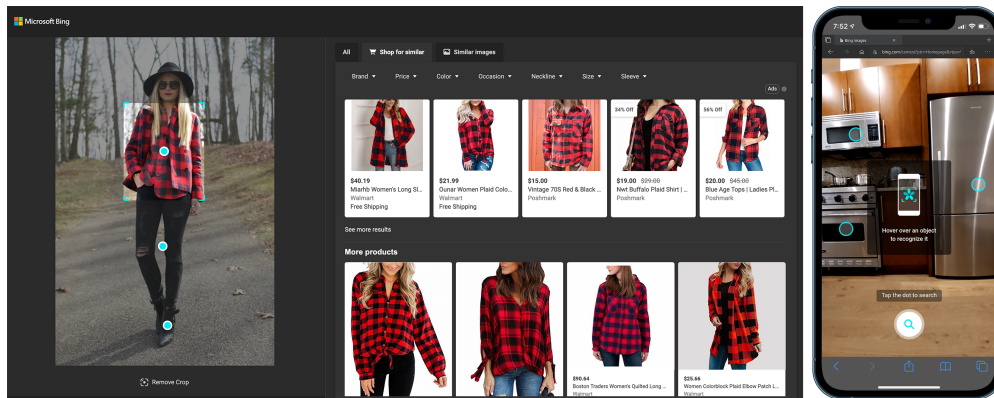 Microsoft Bing
All
Shop for similar
Similar images
Brand
Price
Color
Occasion
Neckline
Size
Sleeve
Ads
34% Off
56% Off
$40.19
Miarhb Women's Long Sl...
Walmart
Free Shipping
$21.99
Ounar Women Plaid Colo...
Walmart
Free Shipping
$15.00
Vintage 70S Red & Black ...
Poshmark
$19.00 $29.00
Nwt Buffalo Plaid Shirt | ...
Poshmark
$20.00 $45.00
Blue Age Tops | Ladies Pl...
Poshmark
See more results
More products
$90.64
Boston Traders Women's Quilted Long ...
Walmart
$25.66
Women Colorblock Plaid Elbow Patch L...
Walmart
Remove Crop
7:52
Bing Images
Hover over an object
to recognize it
Tap the dot to search